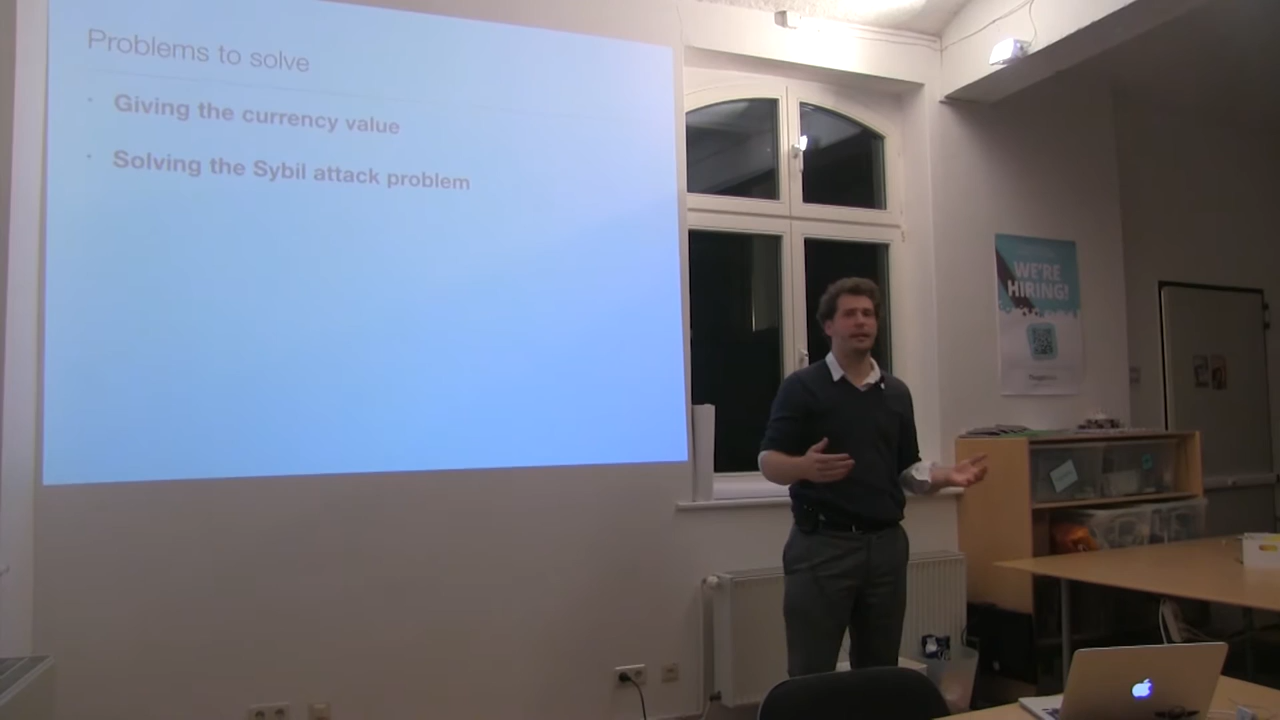 Problems to solve
Giving the currency value
Solving the Sybil attack problem
WE'RE
HIRING!